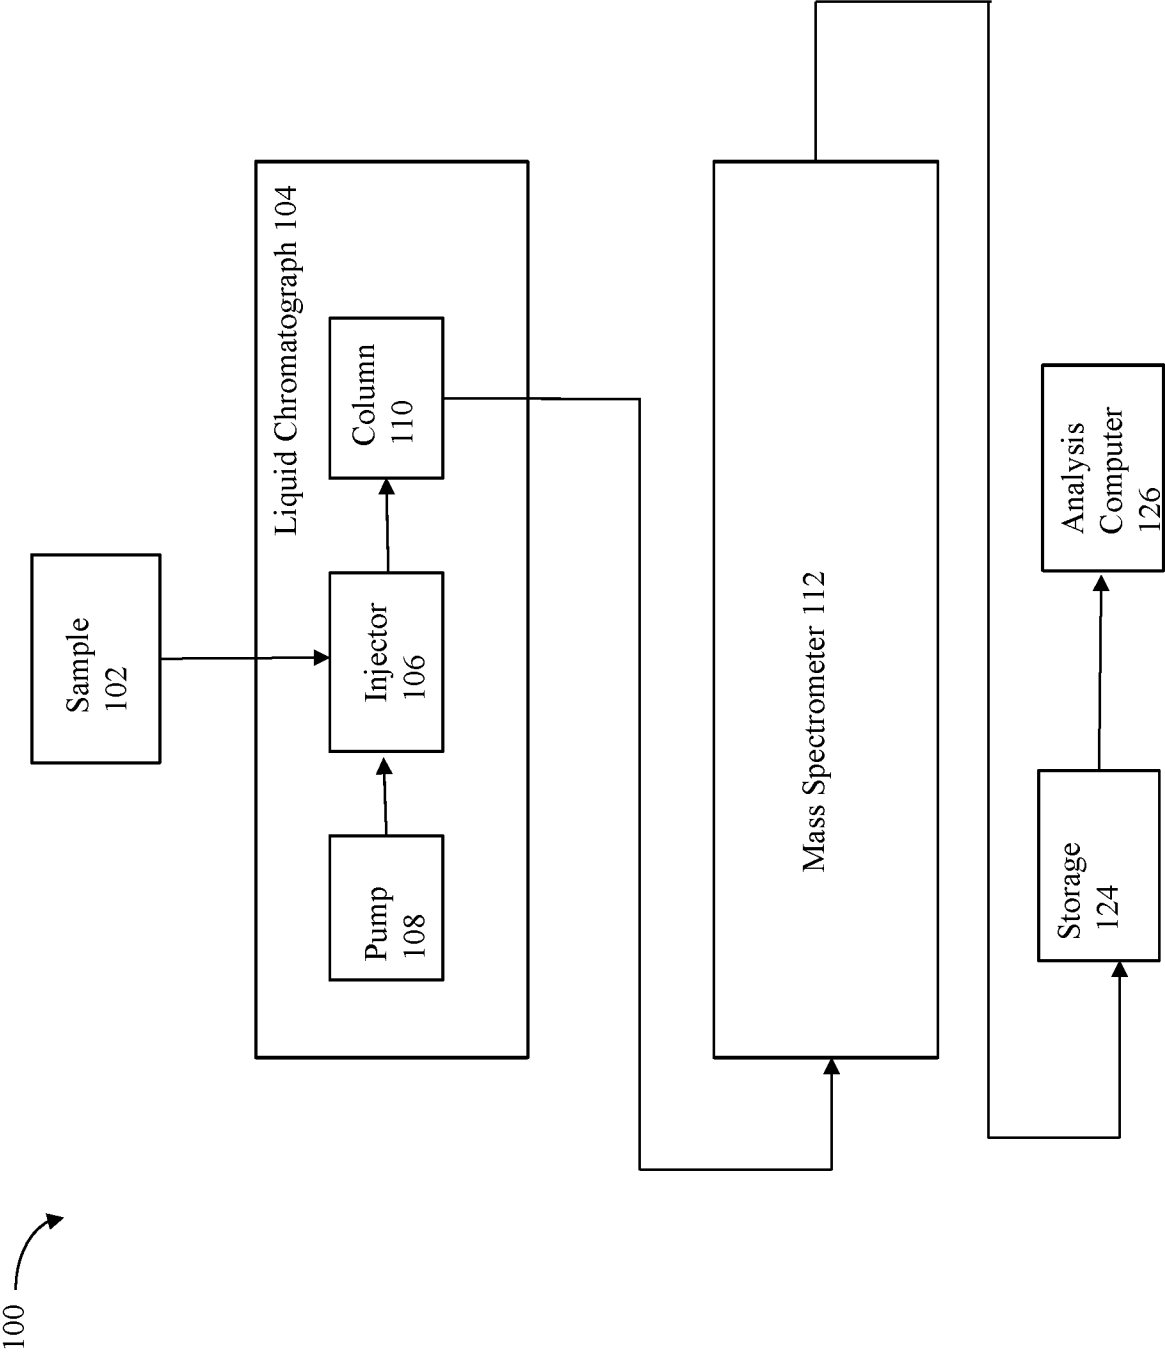 100
Sample
102
Liquid Chromatograph 104
Pump
108
Injector
106
Column
110
Mass Spectrometer 112
Storage
124
Analysis
Computer
126